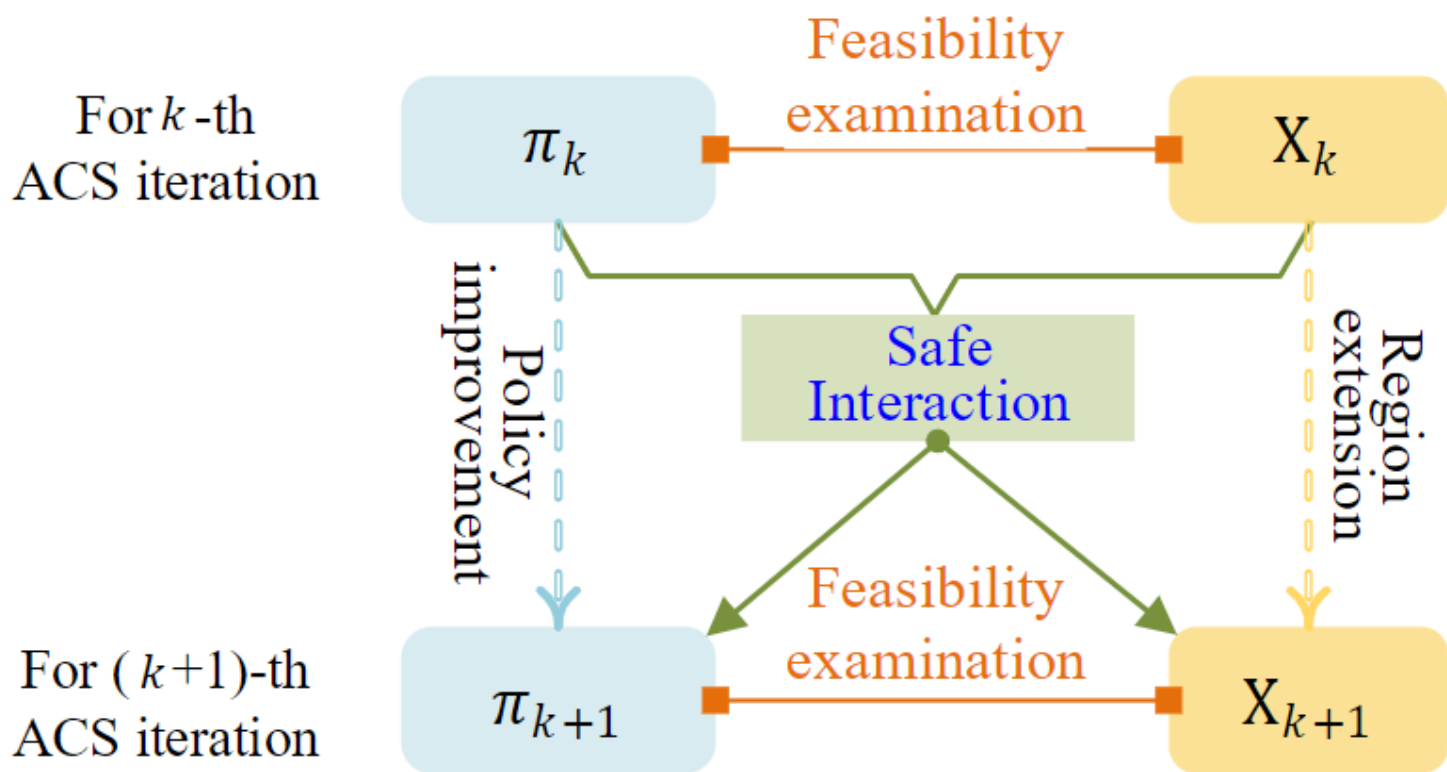 For k-th
ACS iteration
π_k
Feasibility
examination
X_k
Policy
improvement
Safe
Interaction
Region
extension
For (k+1)-th
ACS iteration
π_{k+1}
Feasibility
examination
X_{k+1}